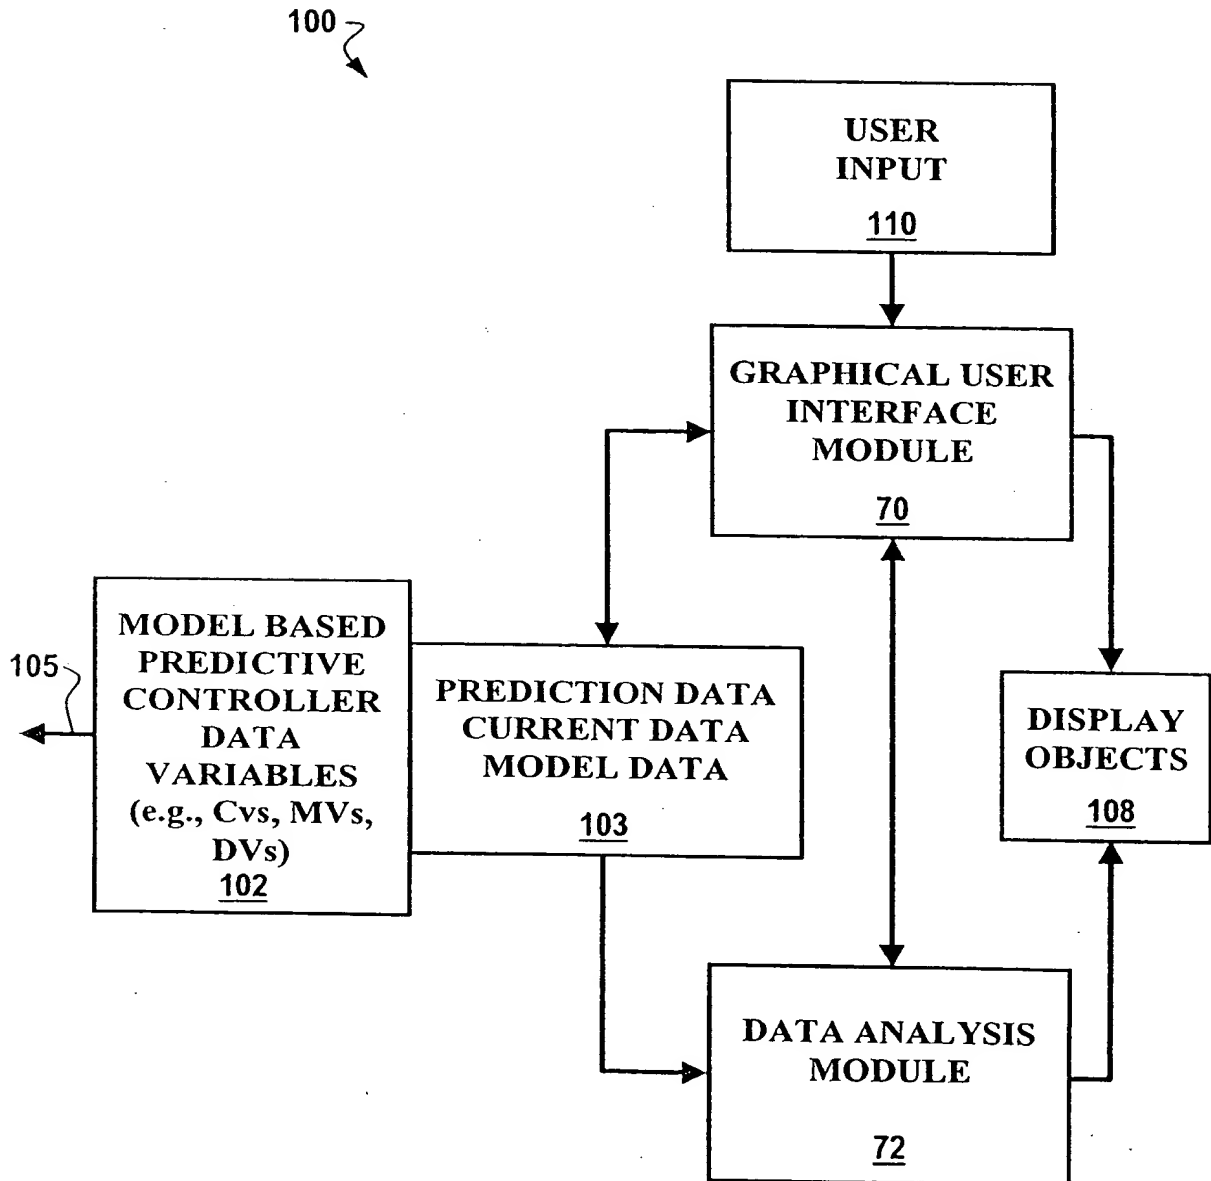 100
USER
INPUT
110
GRAPHICAL USER
INTERFACE
MODULE
70
MODEL BASED
PREDICTIVE
CONTROLLER
DATA
VARIABLES
(e.g., Cvs, MVs,
DVs)
102
105
PREDICTION DATA
CURRENT DATA
MODEL DATA
103
DISPLAY
OBJECTS
108
DATA ANALYSIS
MODULE
72